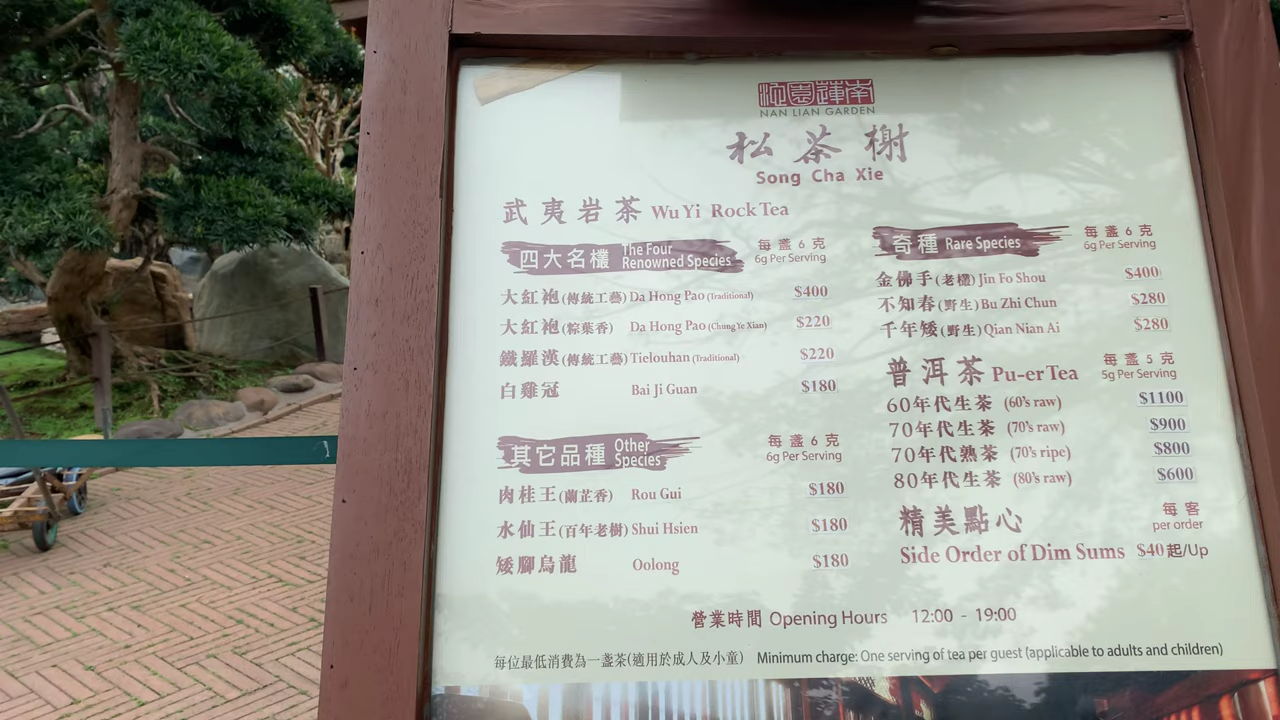 南蓮園池
NAN LIAN GARDEN
松茶榭
Song Cha Xie
武夷岩茶 Wu Yi Rock Tea
四大名欉 The Four Renowned Species 每盞6克 6g Per Serving
大紅袍(傳統工藝) Da Hong Pao (Traditional) $400
大紅袍(粽葉香) Da Hong Pao (Chung Ye Xian) $220
鐵羅漢(傳統工藝) Tielouhan (Traditional) $220
白雞冠 Bai Ji Guan $180
其它品種 Other Species 每盞6克 6g Per Serving
肉桂王(蘭芷香) Rou Gui $180
水仙王(百年老樹) Shui Hsien $180
矮腳烏龍 Oolong $180
奇種 Rare Species 每盞6克 6g Per Serving
金佛手(老欉) Jin Fo Shou $400
不知春(野生) Bu Zhi Chun $280
千年矮(野生) Qian Nian Ai $280
普洱茶 Pu-er Tea 每盞5克 5g Per Serving
60年代生茶 (60's raw) $1100
70年代生茶 (70's raw) $900
70年代熟茶 (70's ripe) $800
80年代生茶 (80's raw) $600
精美點心 每客 per order
Side Order of Dim Sums $40起/Up
營業時間 Opening Hours 12:00 - 19:00
每位最低消費為一盞茶(適用於成人及小童) Minimum charge: One serving of tea per guest (applicable to adults and children)